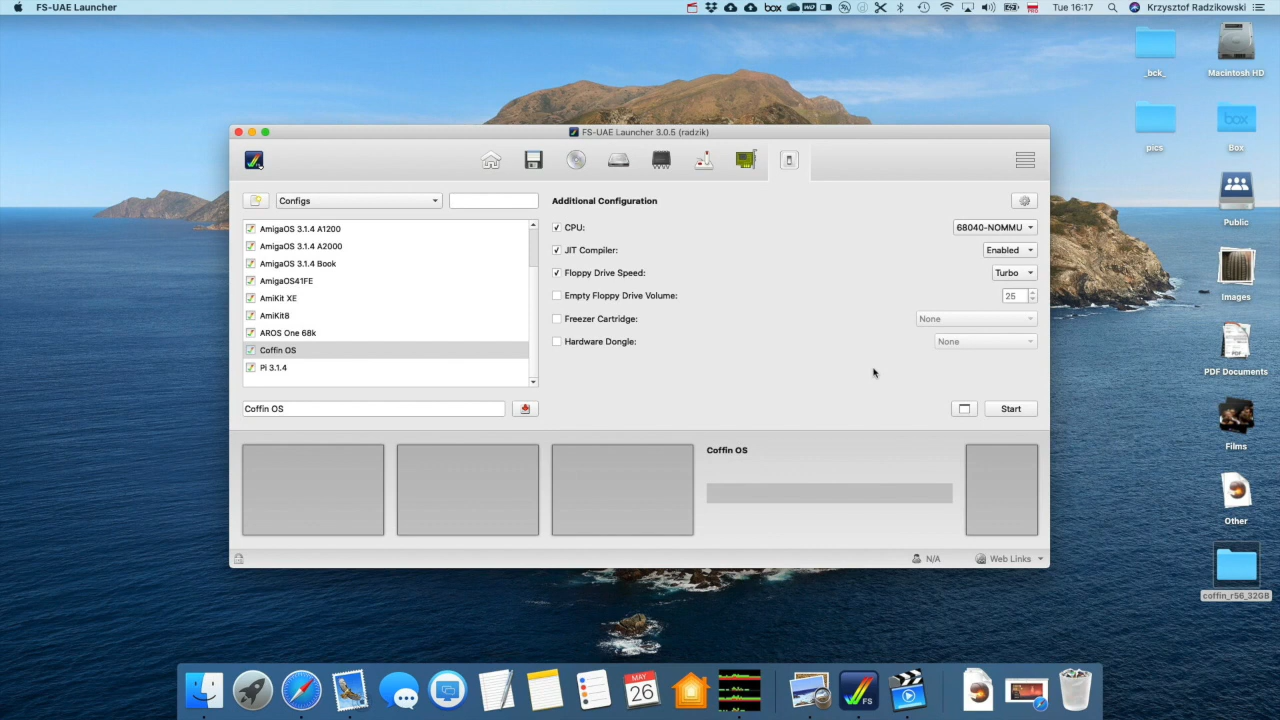 FS-UAE Launcher
box
Tue 16:17
Krzysztof Radzikowski
_bck_
Macintosh HD
pics
box
Box
Public
Images
PDF
PDF Documents
Films
Other
coffin_r56_32GB
FS-UAE Launcher 3.0.5 (radzik)
Configs
AmigaOS 3.1.4 A1200
AmigaOS 3.1.4 A2000
AmigaOS 3.1.4 Book
AmigaOS41FE
AmiKit XE
AmiKit8
AROS One 68k
Coffin OS
Pi 3.1.4
Coffin OS
Additional Configuration
CPU:
68040-NOMMU
JIT Compiler:
Enabled
Floppy Drive Speed:
Turbo
Empty Floppy Drive Volume:
25
Freezer Cartridge:
None
Hardware Dongle:
None
Start
Coffin OS
N/A
Web Links
MAY
26
FS